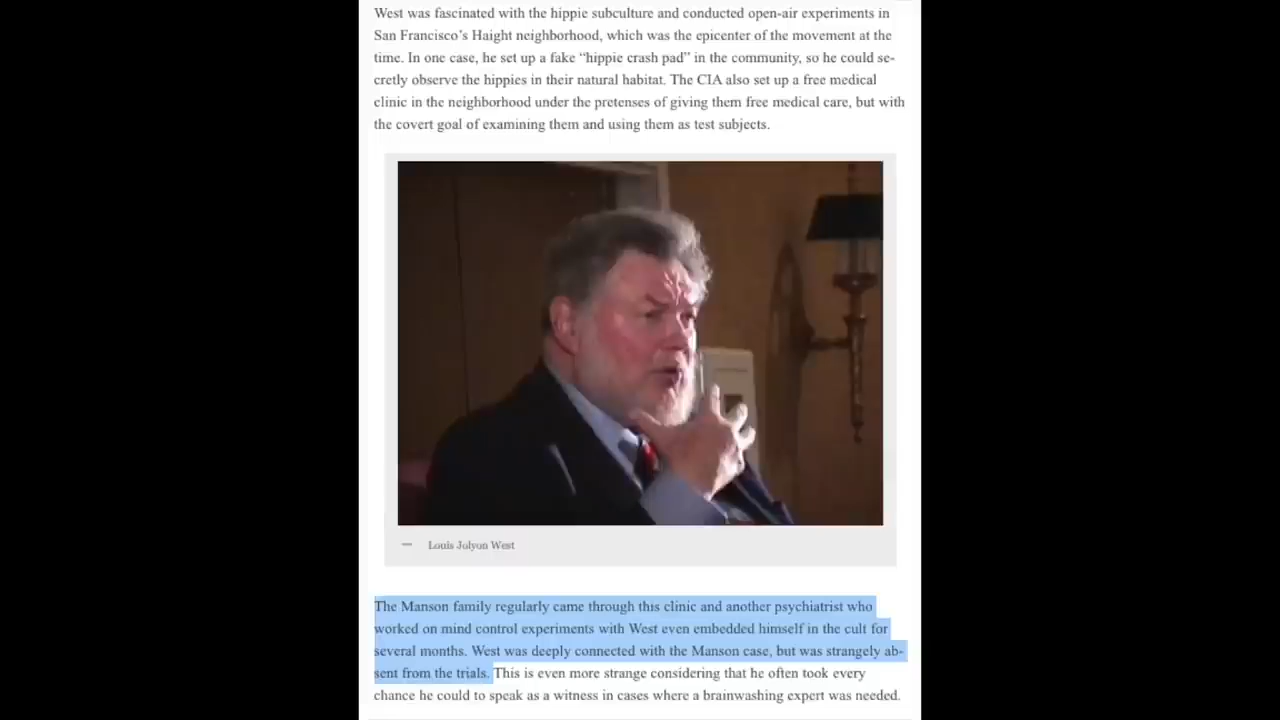 West was fascinated with the hippie subculture and conducted open-air experiments in
San Francisco’s Haight neighborhood, which was the epicenter of the movement at the
time. In one case, he set up a fake “hippie crash pad” in the community, so he could se-
cretly observe the hippies in their natural habitat. The CIA also set up a free medical
clinic in the neighborhood under the pretenses of giving them free medical care, but with
the covert goal of examining them and using them as test subjects.
— Louis Jolyon West
The Manson family regularly came through this clinic and another psychiatrist who
worked on mind control experiments with West even embedded himself in the cult for
several months. West was deeply connected with the Manson case, but was strangely ab-
sent from the trials. This is even more strange considering that he often took every
chance he could to speak as a witness in cases where a brainwashing expert was needed.